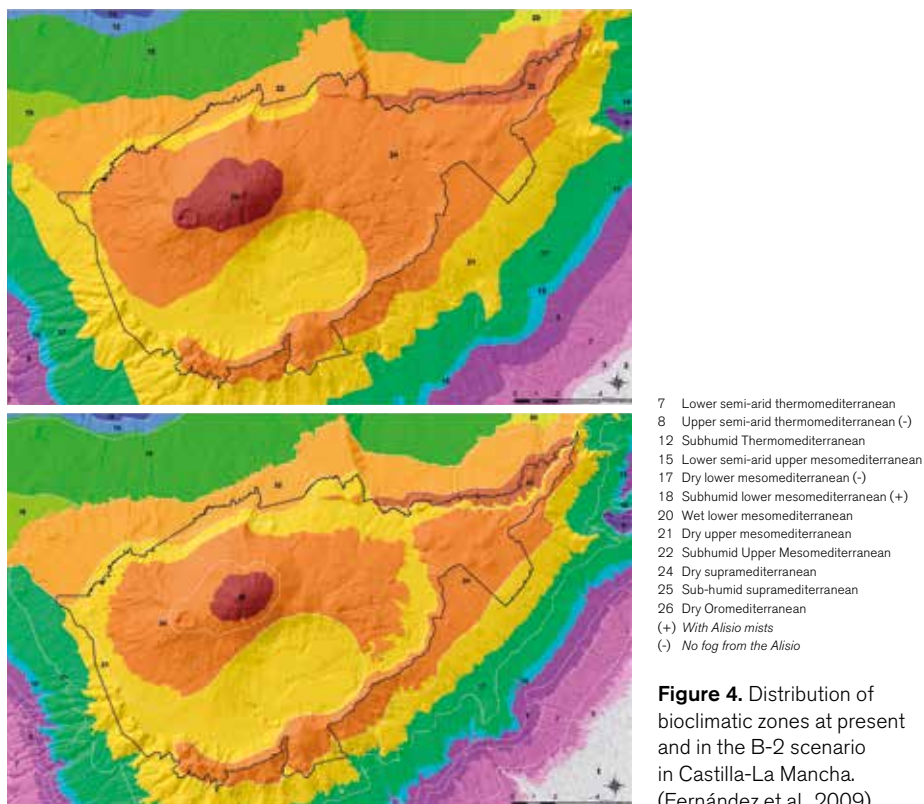 7 Lower semi-arid thermomediterranean
8 Upper semi-arid thermomediterranean (-)
12 Subhumid Thermomediterranean
15 Lower semi-arid upper mesomediterranean
17 Dry lower mesomediterranean (-)
18 Subhumid lower mesomediterranean (+)
20 Wet lower mesomediterranean
21 Dry upper mesomediterranean
22 Subhumid Upper Mesomediterranean
24 Dry supramediterranean
25 Sub-humid supramediterranean
26 Dry Oromediterranean
(+) With Alisio mists
(-) No fog from the Alisio
Figure 4. Distribution of
bioclimatic zones at present
and in the B-2 scenario
in Castilla-La Mancha.
(Fernández et al., 2009)